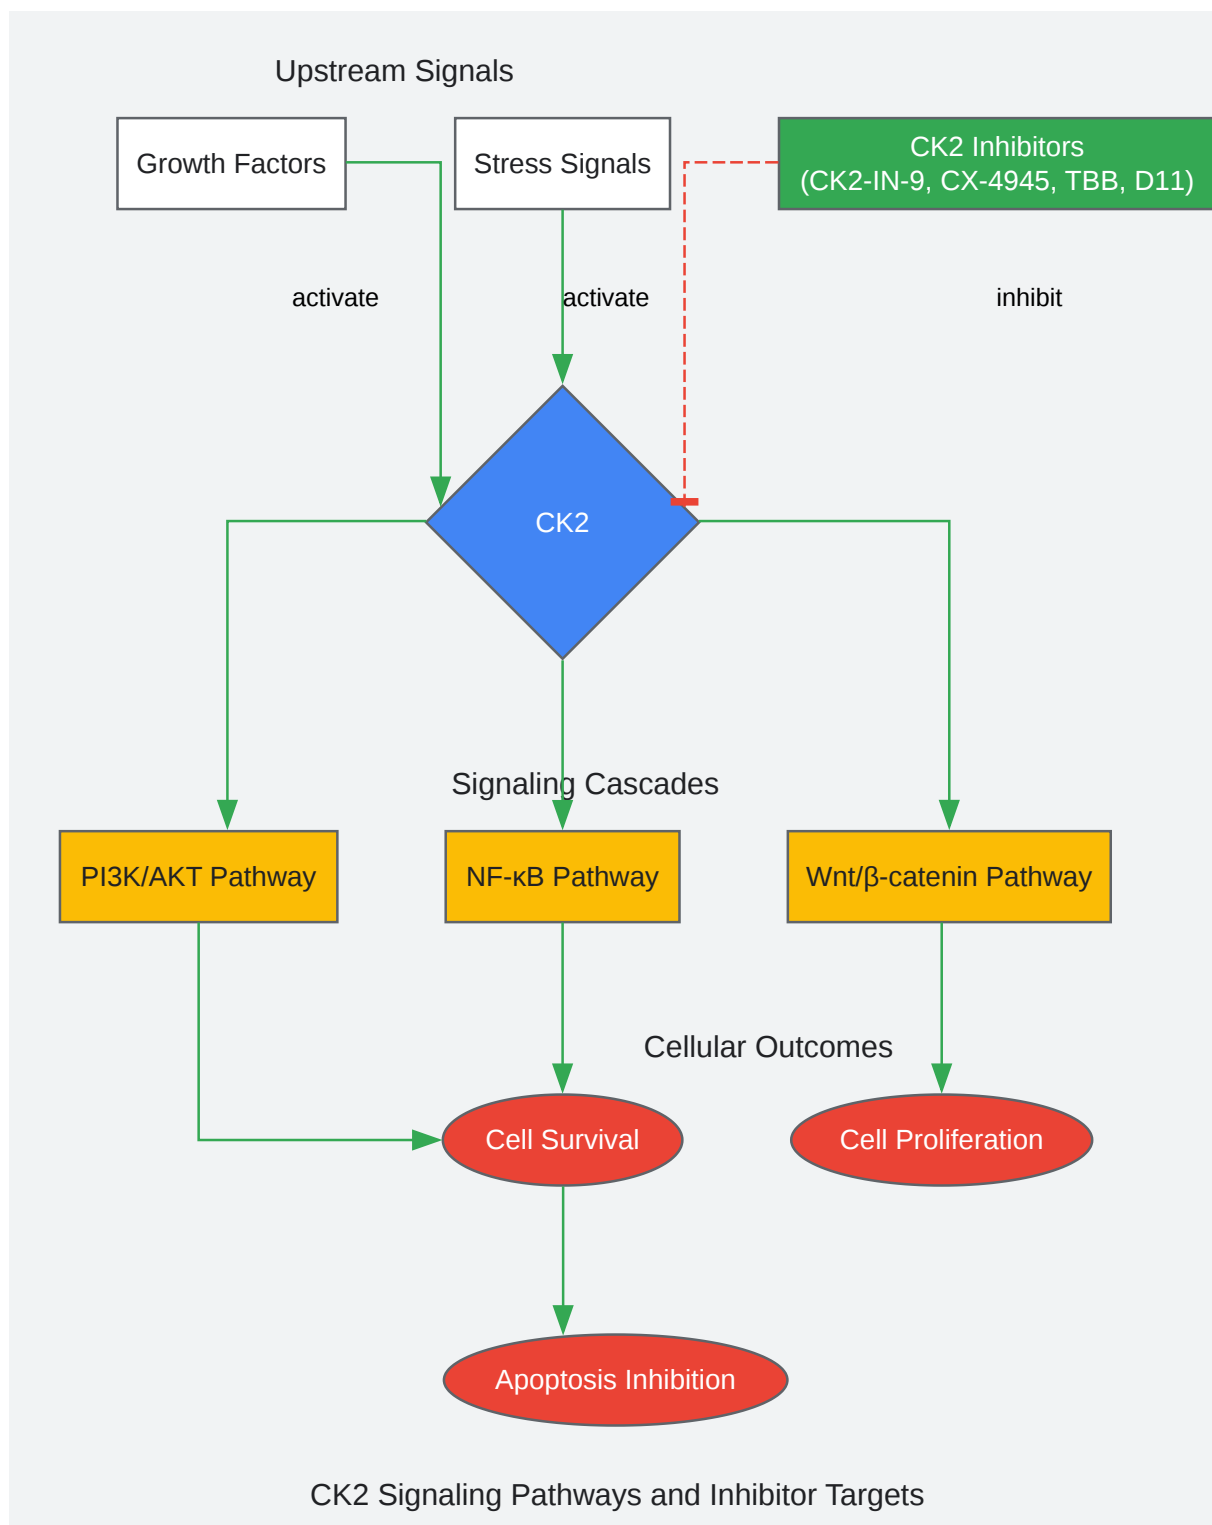 Upstream Signals
Growth Factors
Stress Signals
CK2 Inhibitors
(CK2-IN-9, CX-4945, TBB, D11)
activate
activate
inhibit
CK2
Signaling Cascades
PI3K/AKT Pathway
NF-κB Pathway
Wnt/β-catenin Pathway
Cellular Outcomes
Cell Survival
Cell Proliferation
Apoptosis Inhibition
CK2 Signaling Pathways and Inhibitor Targets